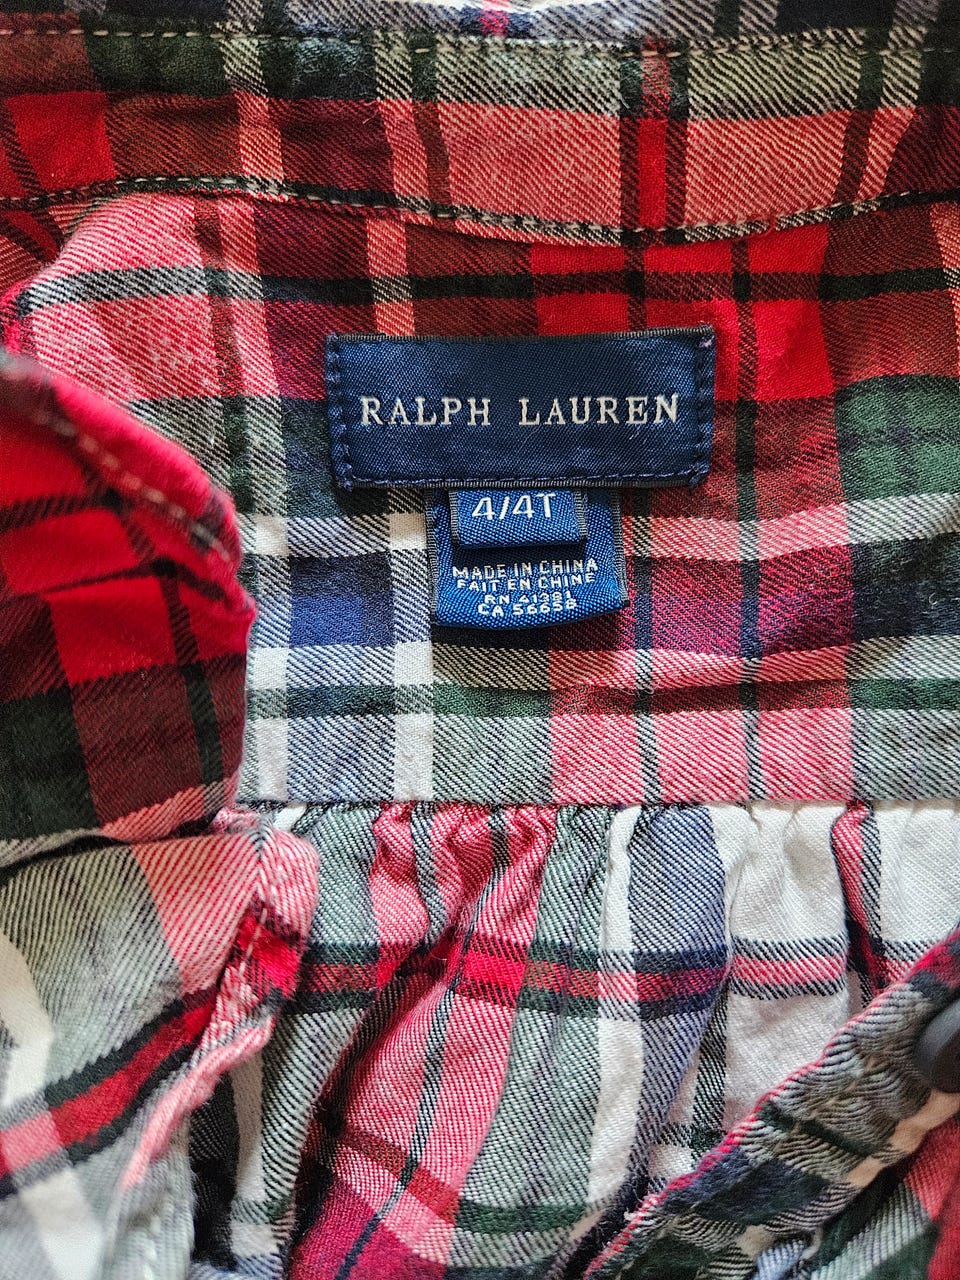 RALPH LAUREN
4/4T
MADE IN CHINA
FAIT EN CHINE
RN 41381
CA 56658